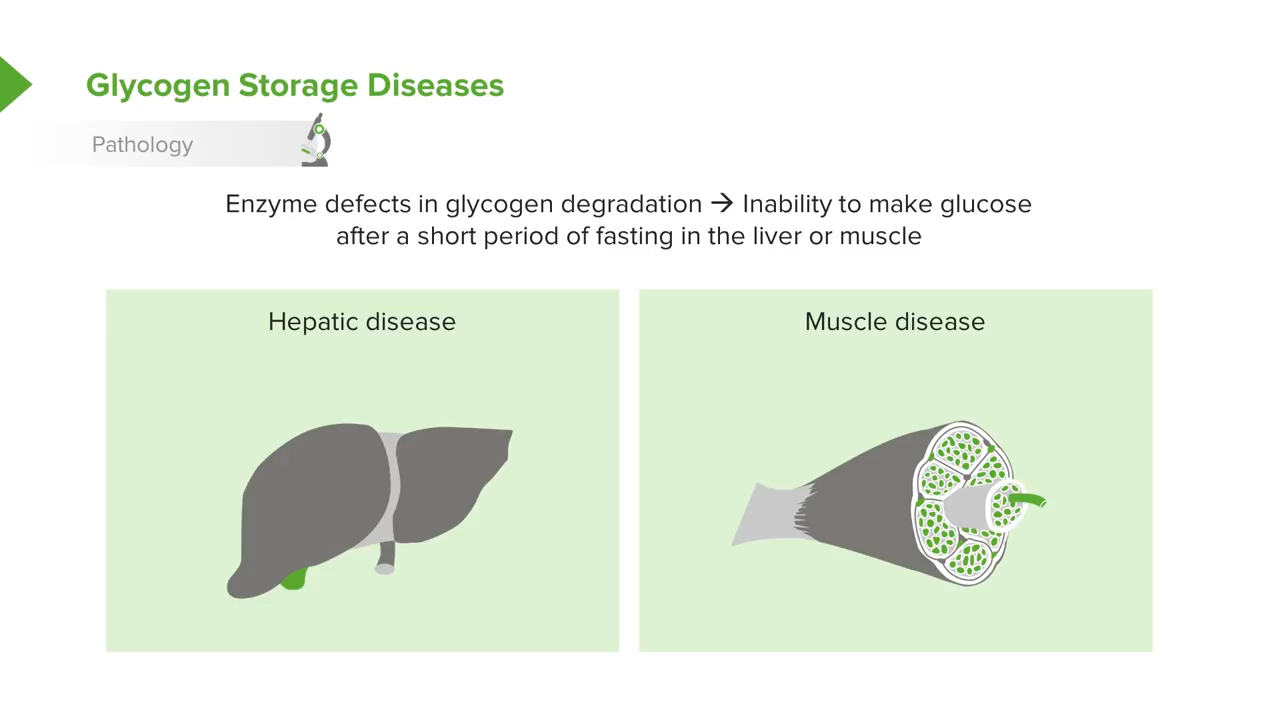 Glycogen Storage Diseases
Pathology
Enzyme defects in glycogen degradation → Inability to make glucose
after a short period of fasting in the liver or muscle
Hepatic disease
Muscle disease